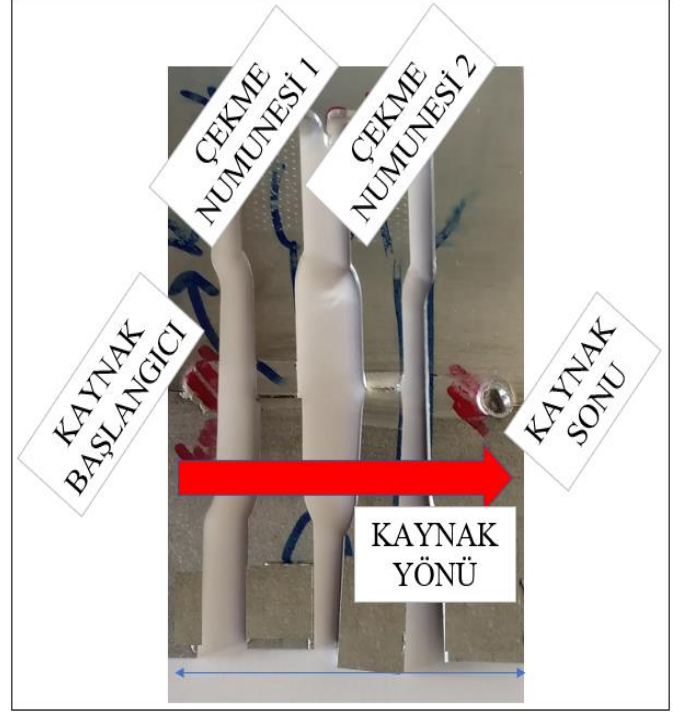 ÇEKME
NUMUNESİ 1
ÇEKME
NUMUNESİ 2
KAYNAK
BAŞLANGICI
KAYNAK
SONU
KAYNAK
YÖNÜ